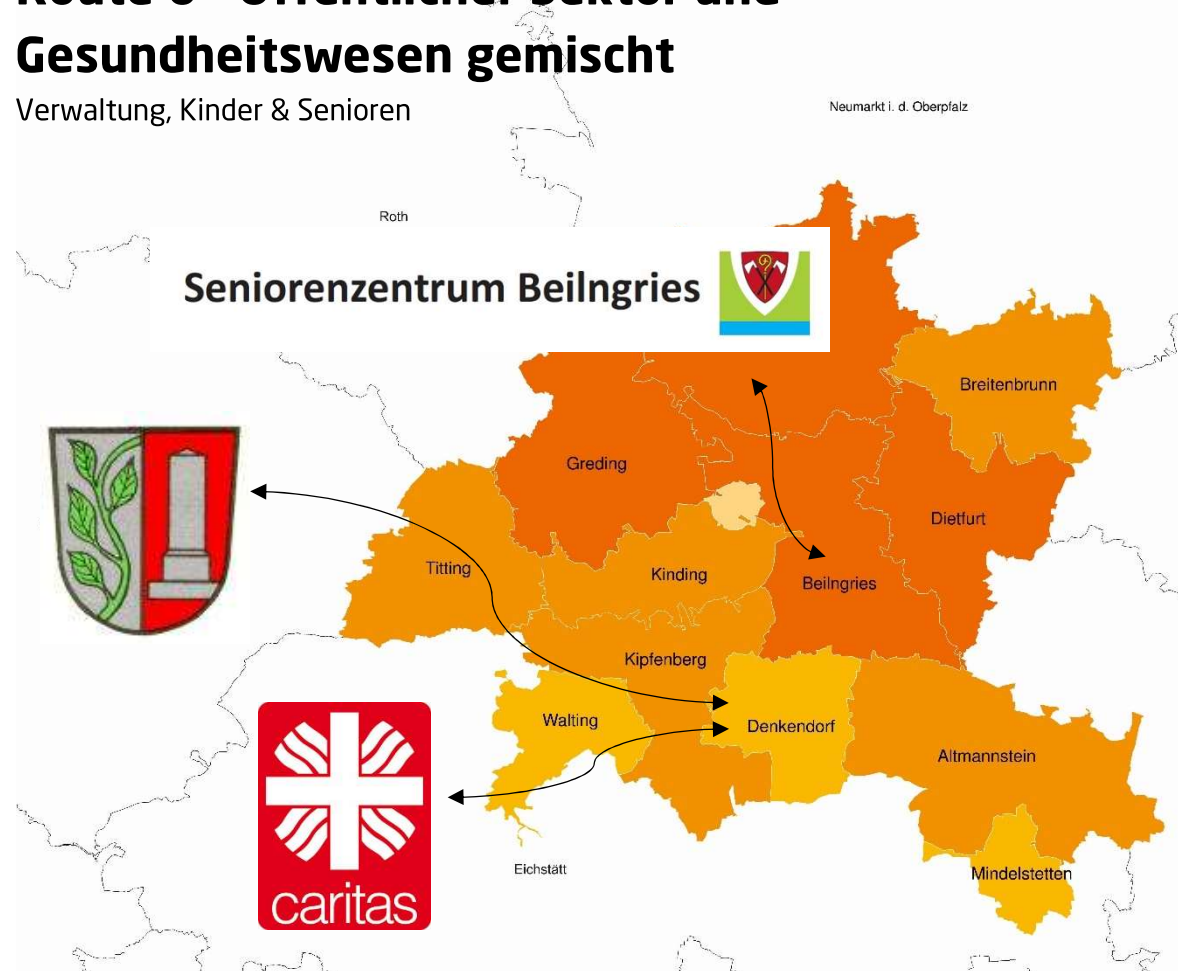 Gesundheitswesen gemischt
Verwaltung, Kinder & Senioren
Neumarkt i. d. Oberpfalz
Roth
Seniorenzentrum Beilngries
Breitenbrunn
Greding
Dietfurt
Titting
Kinding
Beilngries
Kipfenberg
Walting
Denkendorf
Altmannstein
Eichstätt
Mindelstetten
caritas